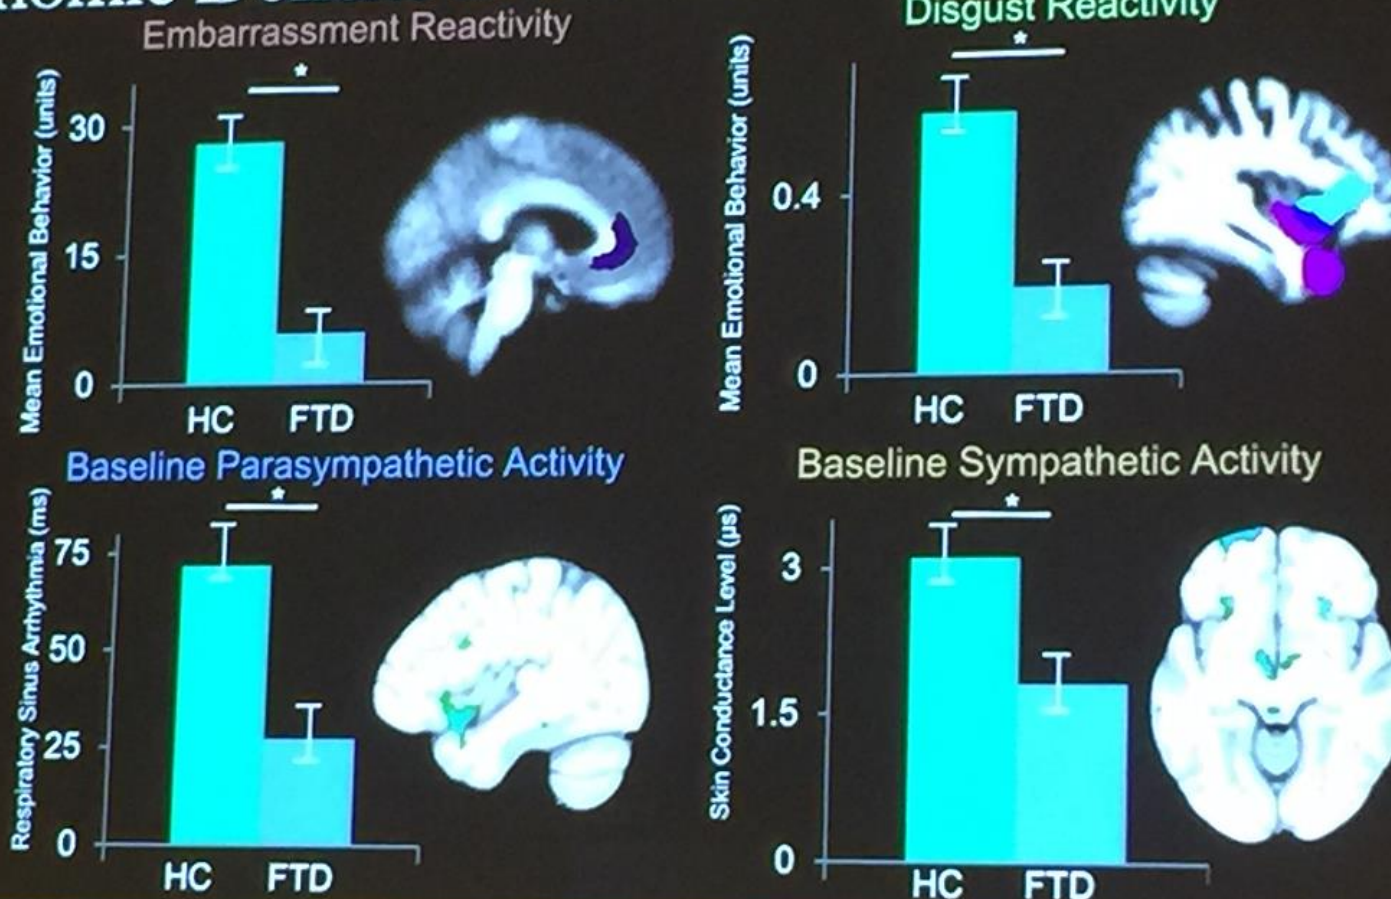 Embarrassment Reactivity
*
Mean Emotional Behavior (units)
30
15
0
HC FTD
Disgust Reactivity
*
Mean Emotional Behavior (units)
0.4
0
HC FTD
Baseline Parasympathetic Activity
*
Respiratory Sinus Arrhythmia (ms)
75
50
25
0
HC FTD
Baseline Sympathetic Activity
*
Skin Conductance Level (µs)
3
1.5
0
HC FTD